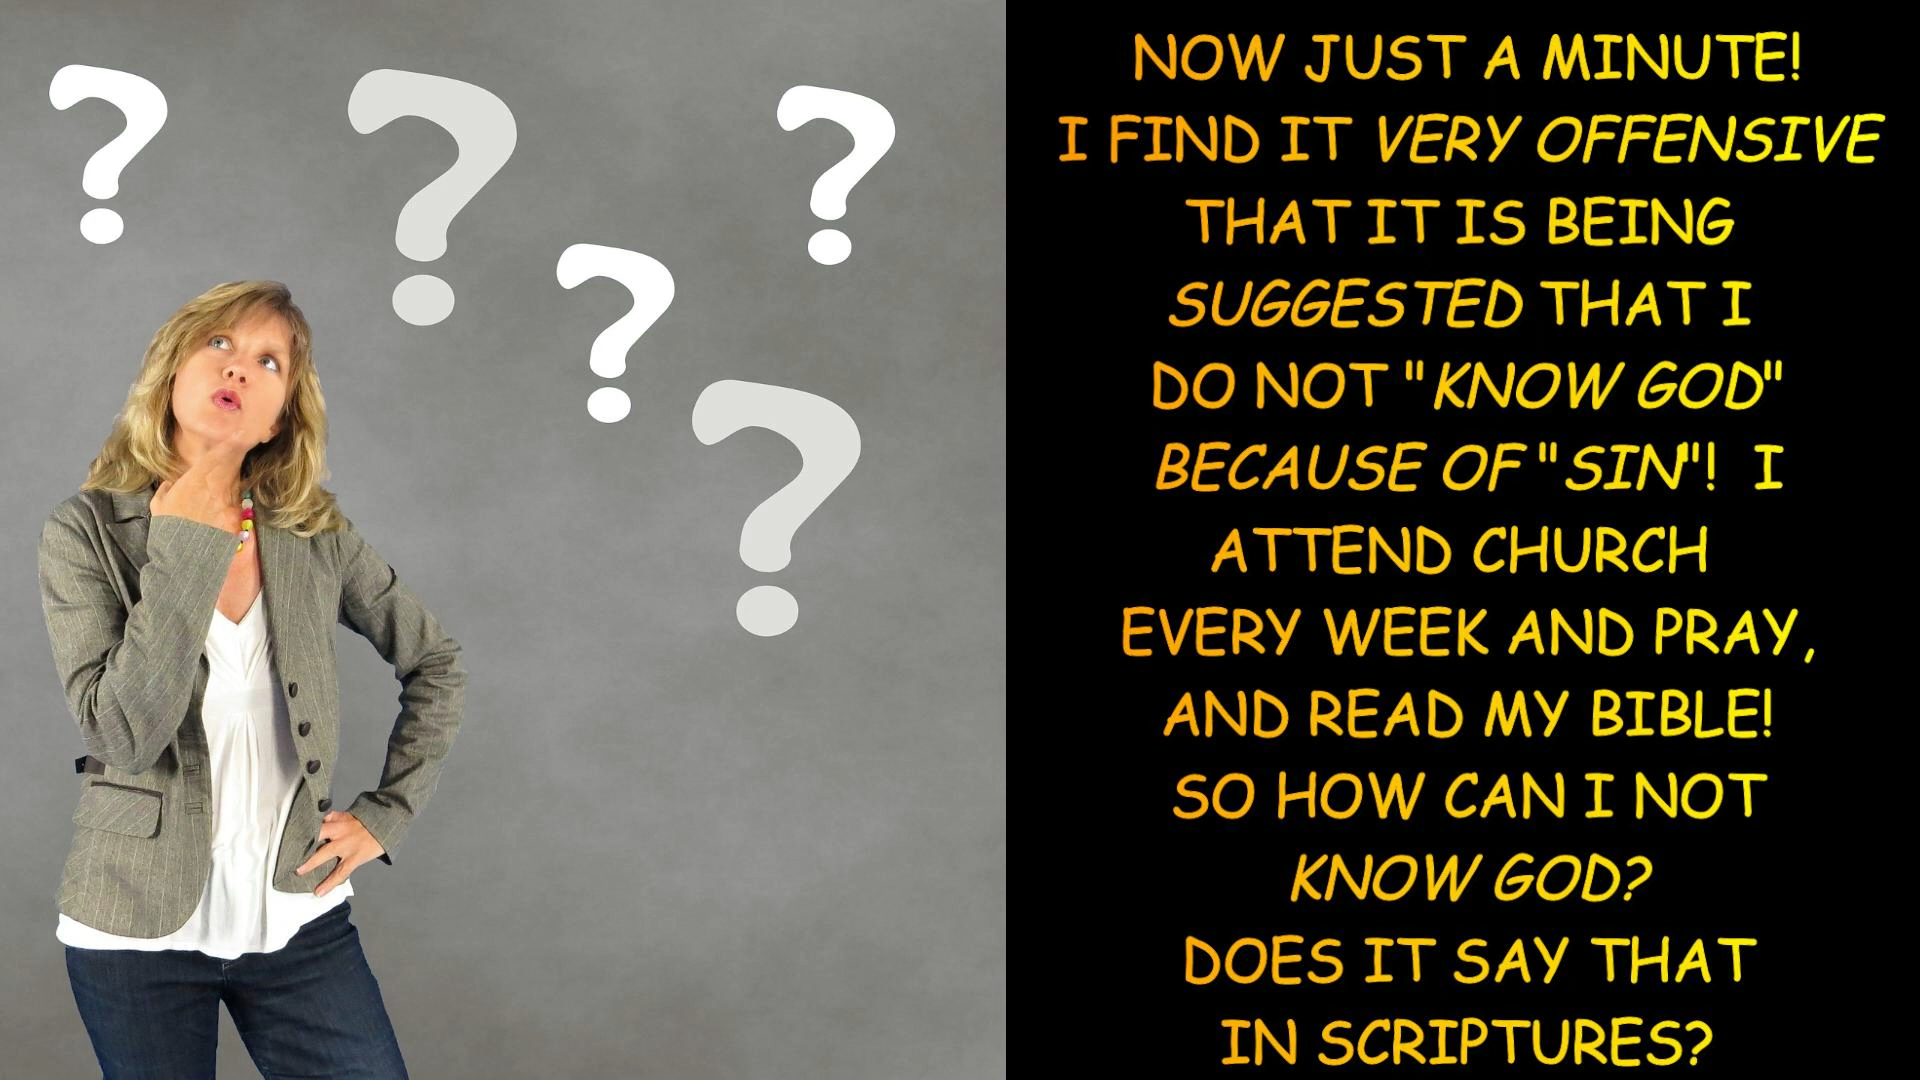 NOW JUST A MINUTE!
I FIND IT VERY OFFENSIVE
THAT IT IS BEING
SUGGESTED THAT I
DO NOT "KNOW GOD"
BECAUSE OF "SIN"! I
ATTEND CHURCH
EVERY WEEK AND PRAY,
AND READ MY BIBLE!
SO HOW CAN I NOT
KNOW GOD?
DOES IT SAY THAT
IN SCRIPTURES?